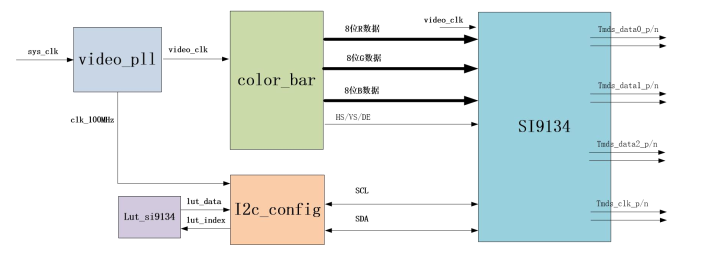 sys_clk
video_pll
video_clk
clk_100MHz
color_bar
8位R数据
8位G数据
8位B数据
HS/VS/DE
video_clk
SI9134
Tmds_data0_p/n
Tmds_data1_p/n
Tmds_data2_p/n
Tmds_clk_p/n
Lut_si9134
lut_data
lut_index
I2c_config
SCL
SDA